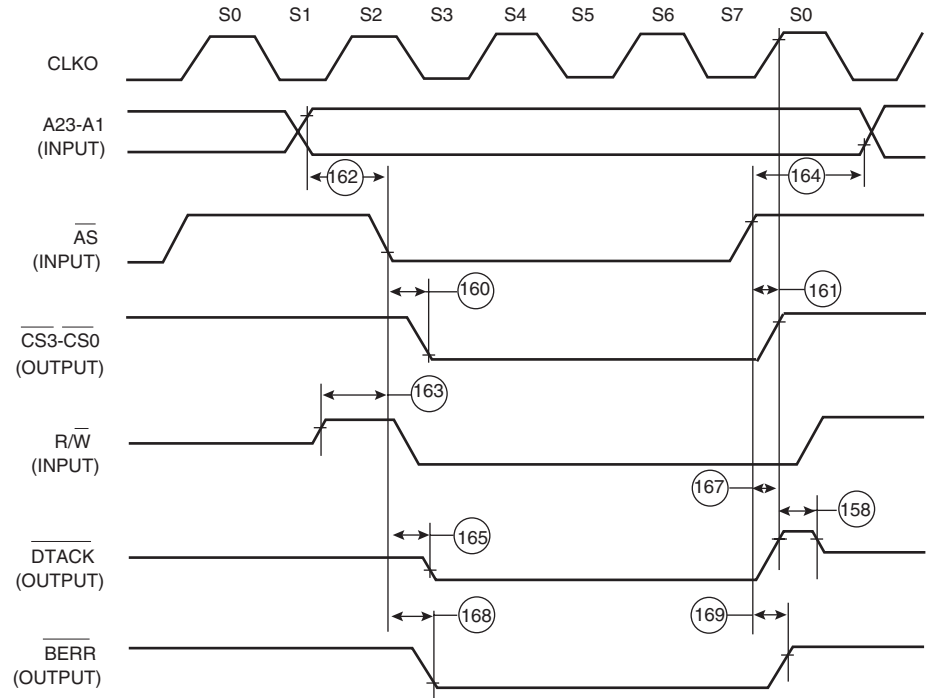 S0 S1 S2 S3 S4 S5 S6 S7 S0
CLKO
A23-A1
(INPUT)
162
164
AS
(INPUT)
160
161
CS3-CS0
(OUTPUT)
163
R/W
(INPUT)
167
158
165
DTACK
(OUTPUT)
168
169
BERR
(OUTPUT)